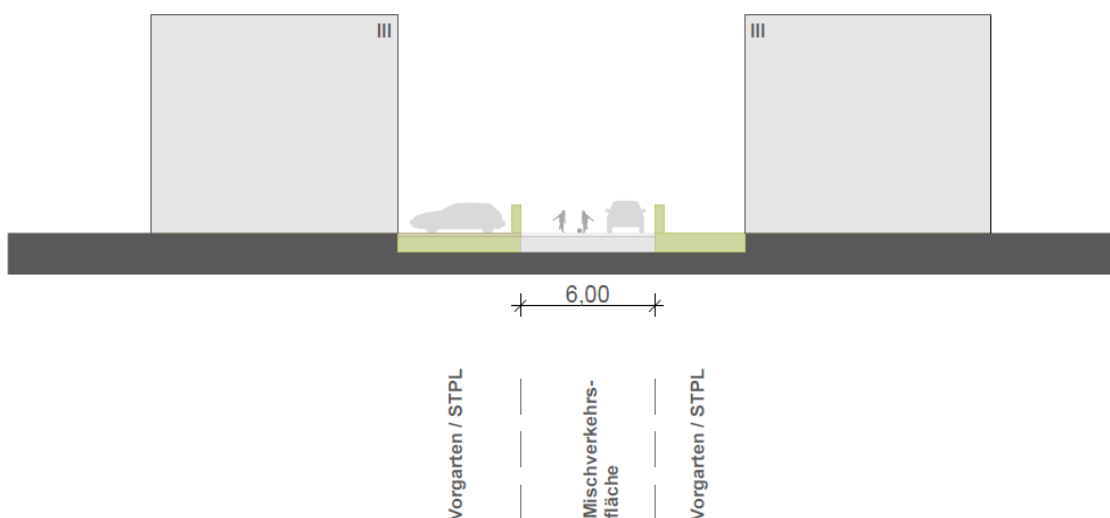 III
III
6,00
Vorgarten / STPL
Mischverkehrs-
fläche
Vorgarten / STPL